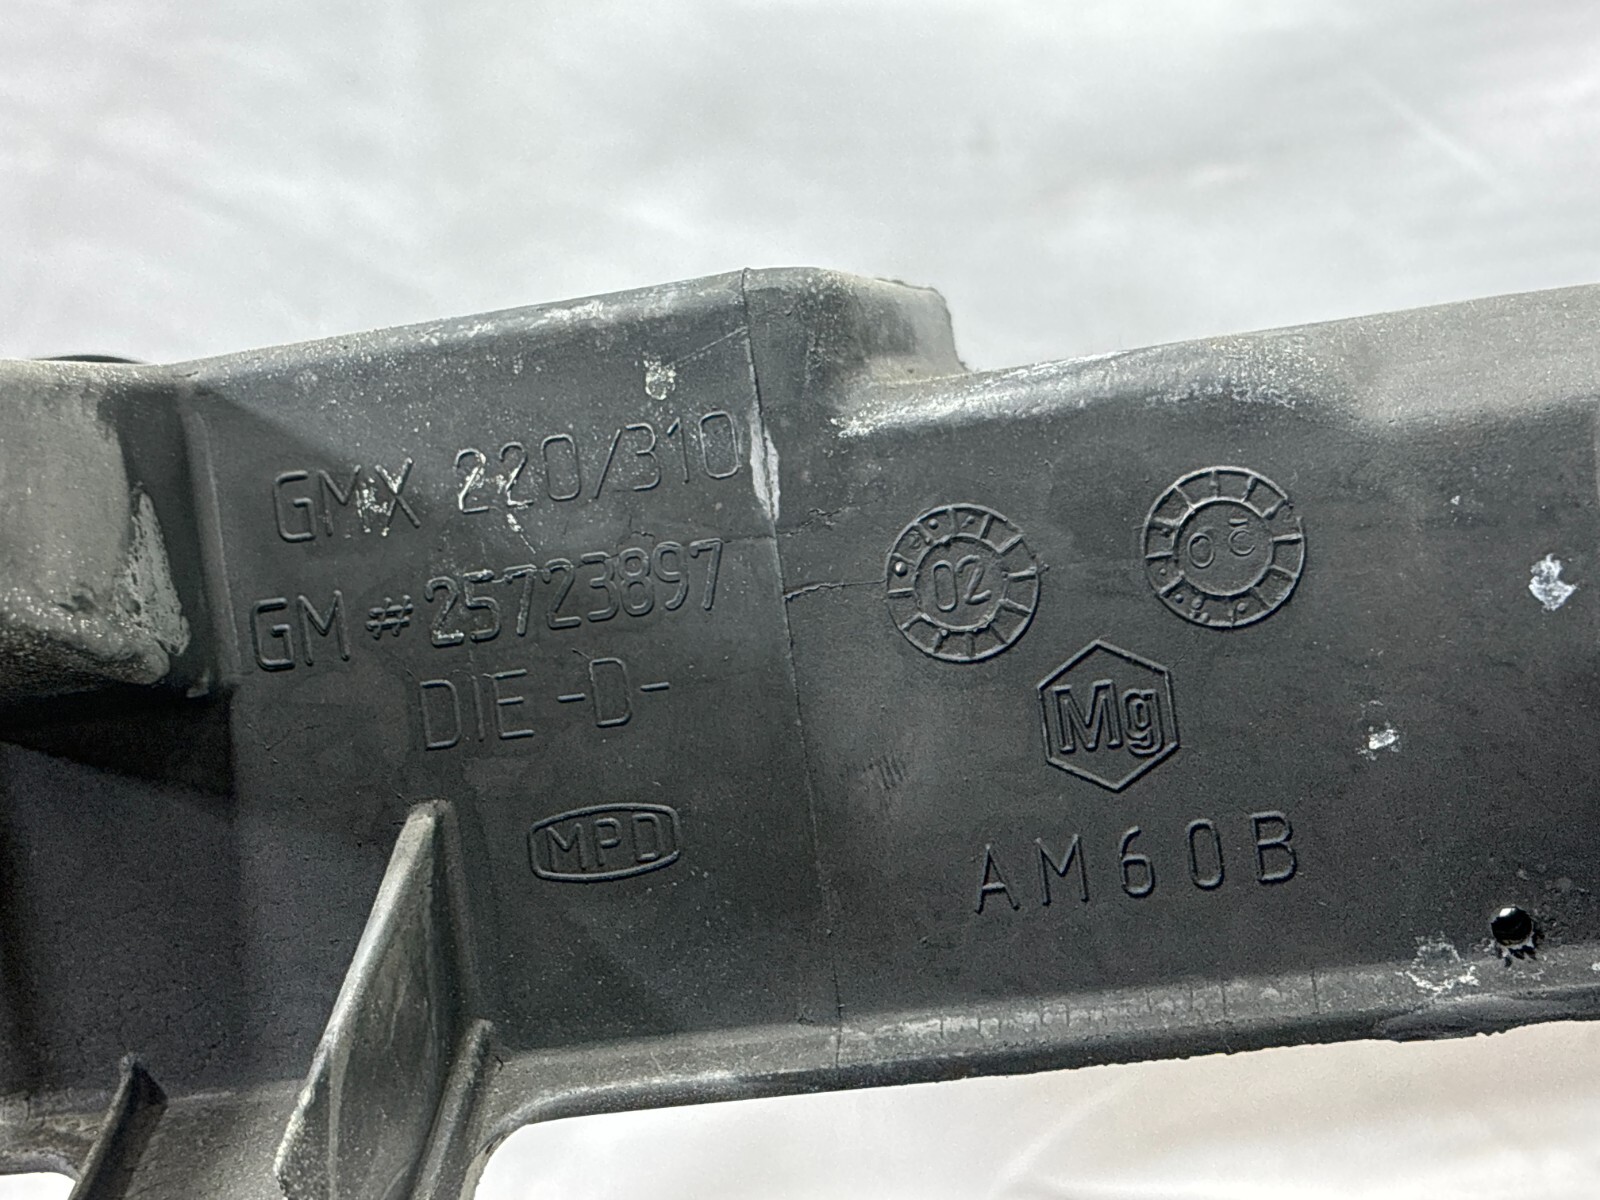 GMX 220/310
GM #25723897
DIE -D-
MPD
02
Mg
AM60B